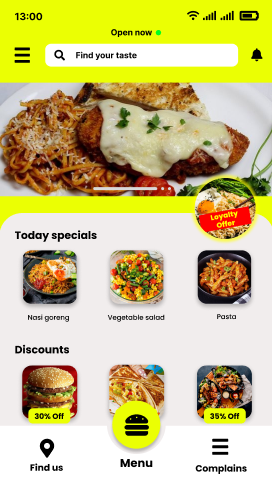 13:00
Open now
Find your taste
Loyalty
Offer
Today specials
Nasi goreng
Vegetable salad
Pasta
Discounts
30% Off
35% Off
Find us
Menu
Complains